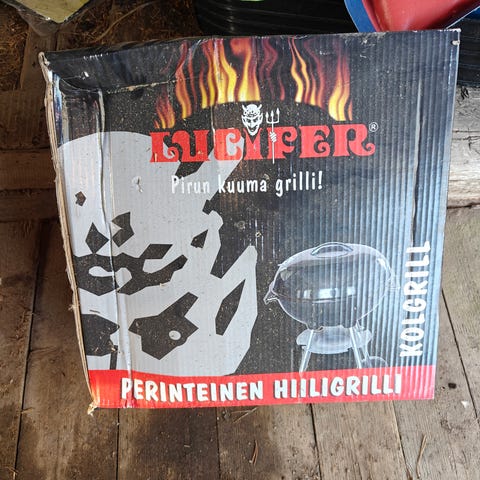 LUCIFER®
Pirun kuuma grilli!
KOLGRILL
PERINTEINEN HIILIGRILLI